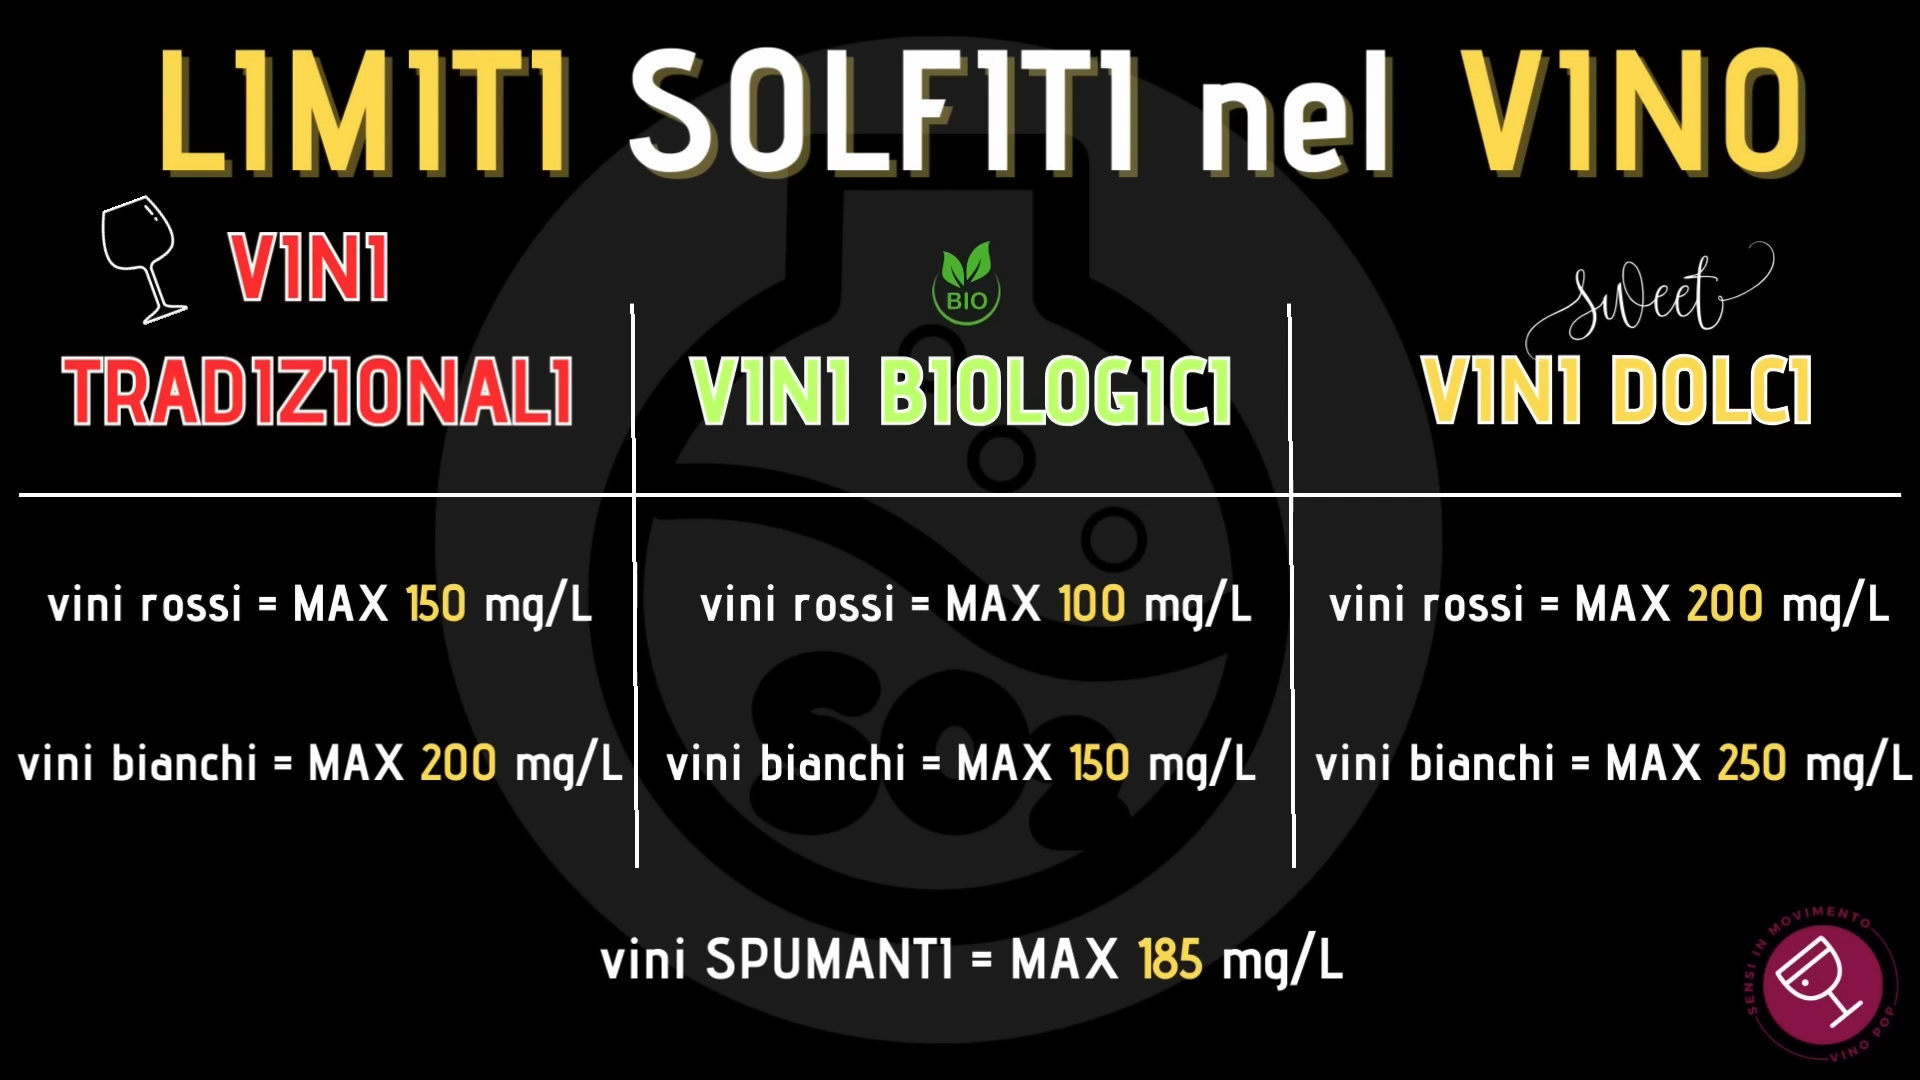 LIMITI SOLFITI nel VINO
VINI
TRADIZIONALI
BIO
VINI BIOLOGICI
sweet
VINI DOLCI
vini rossi = MAX 150 mg/L
vini rossi = MAX 100 mg/L
vini rossi = MAX 200 mg/L
vini bianchi = MAX 200 mg/L
vini bianchi = MAX 150 mg/L
vini bianchi = MAX 250 mg/L
SO2
vini SPUMANTI = MAX 185 mg/L
SENSI IN MOVIMENTO
VINO POP